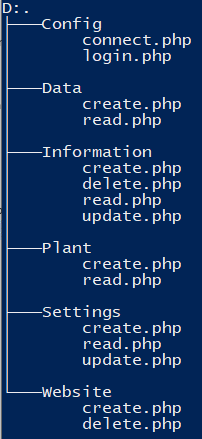 D:.
Config
connect.php
login.php
Data
create.php
read.php
Information
create.php
delete.php
read.php
update.php
Plant
create.php
read.php
Settings
create.php
read.php
update.php
Website
create.php
delete.php